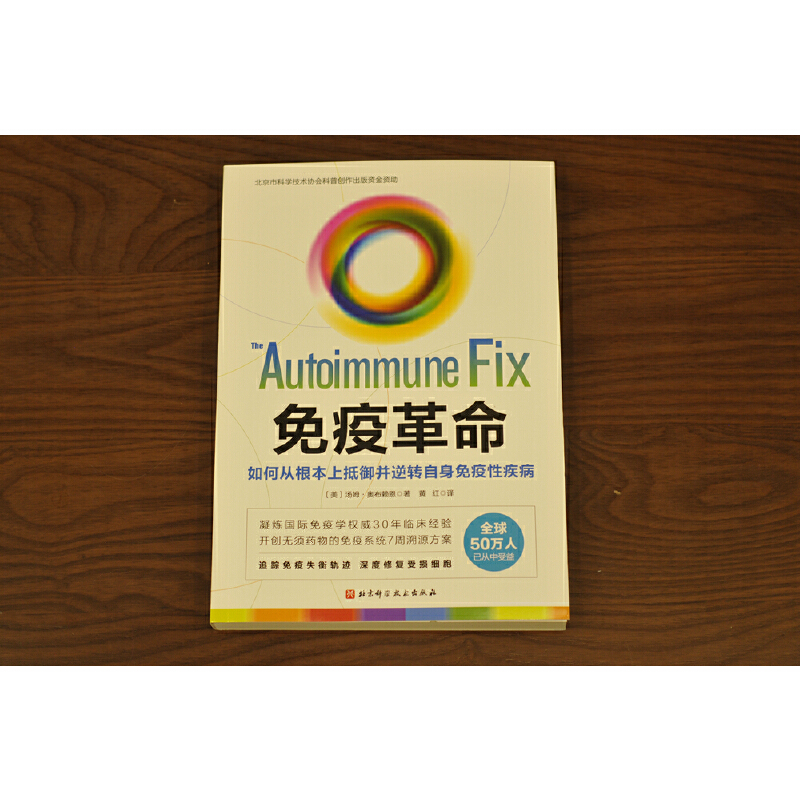 北京市科学技术协会科普创作出版资金资助
The
Autoimmune Fix
免疫革命
如何从根本上抵御并逆转自身免疫性疾病
[美]汤姆·奥布赖恩◎著 黄 红◎译
凝炼国际免疫学权威30年临床经验
开创无须药物的免疫系统7周溯源方案
追踪免疫失衡轨迹 深度修复受损细胞
全球
50万人
已从中受益
北京科学技术出版社